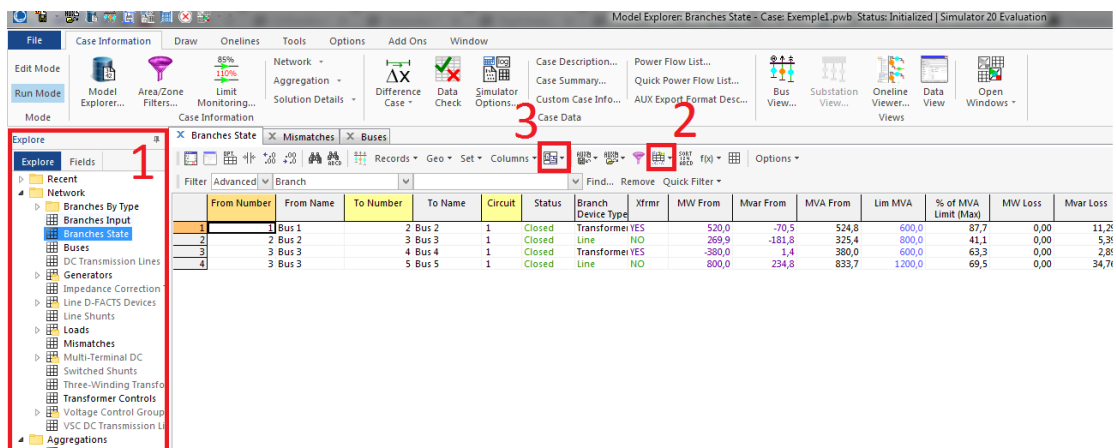 Model Explorer: Branches State - Case: Exemple1.pwb Status: Initialized | Simulator 20 Evaluation
File Case Information Draw Onelines Tools Options Add Ons Window
Edit Mode
Run Mode
Mode
Model Explorer...
Area/Zone Filters...
85%
110%
Limit Monitoring...
Network
Aggregation
Solution Details
Case Information
ΔX
Difference Case
Data Check
Simulator Options...
Case Description...
Case Summary...
Custom Case Info...
Power Flow List...
Quick Power Flow List...
AUX Export Format Desc...
Case Data
Bus View...
Substation View...
Oneline Viewer...
Data View
Open Windows
Views
Explore
1
Explore Fields
Recent
Network
Branches By Type
Branches Input
Branches State
Buses
DC Transmission Lines
Generators
Impedance Correction T
Line D-FACTS Devices
Line Shunts
Loads
Mismatches
Multi-Terminal DC
Switched Shunts
Three-Winding Transfo
Transformer Controls
Voltage Control Group
VSC DC Transmission Li
Aggregations
X Branches State X Mismatches X Buses
3
2
Records Geo Set Columns f(x) Options
Filter Advanced Branch Find... Remove Quick Filter
From Number From Name To Number To Name Circuit Status Branch Device Type Xfrmr MW From Mvar From MVA From Lim MVA % of MVA Limit (Max) MW Loss Mvar Loss
1 1 Bus 1 2 Bus 2 1 Closed Transformer YES 520,0 -70,5 524,8 600,0 87,7 0,00 11,29
2 2 Bus 2 3 Bus 3 1 Closed Line NO 269,9 -181,8 325,4 800,0 41,1 0,00 5,39
3 3 Bus 3 4 Bus 4 1 Closed Transformer YES -380,0 1,4 380,0 600,0 63,3 0,00 2,89
4 3 Bus 3 5 Bus 5 1 Closed Line NO 800,0 234,8 833,7 1200,0 69,5 0,00 34,76